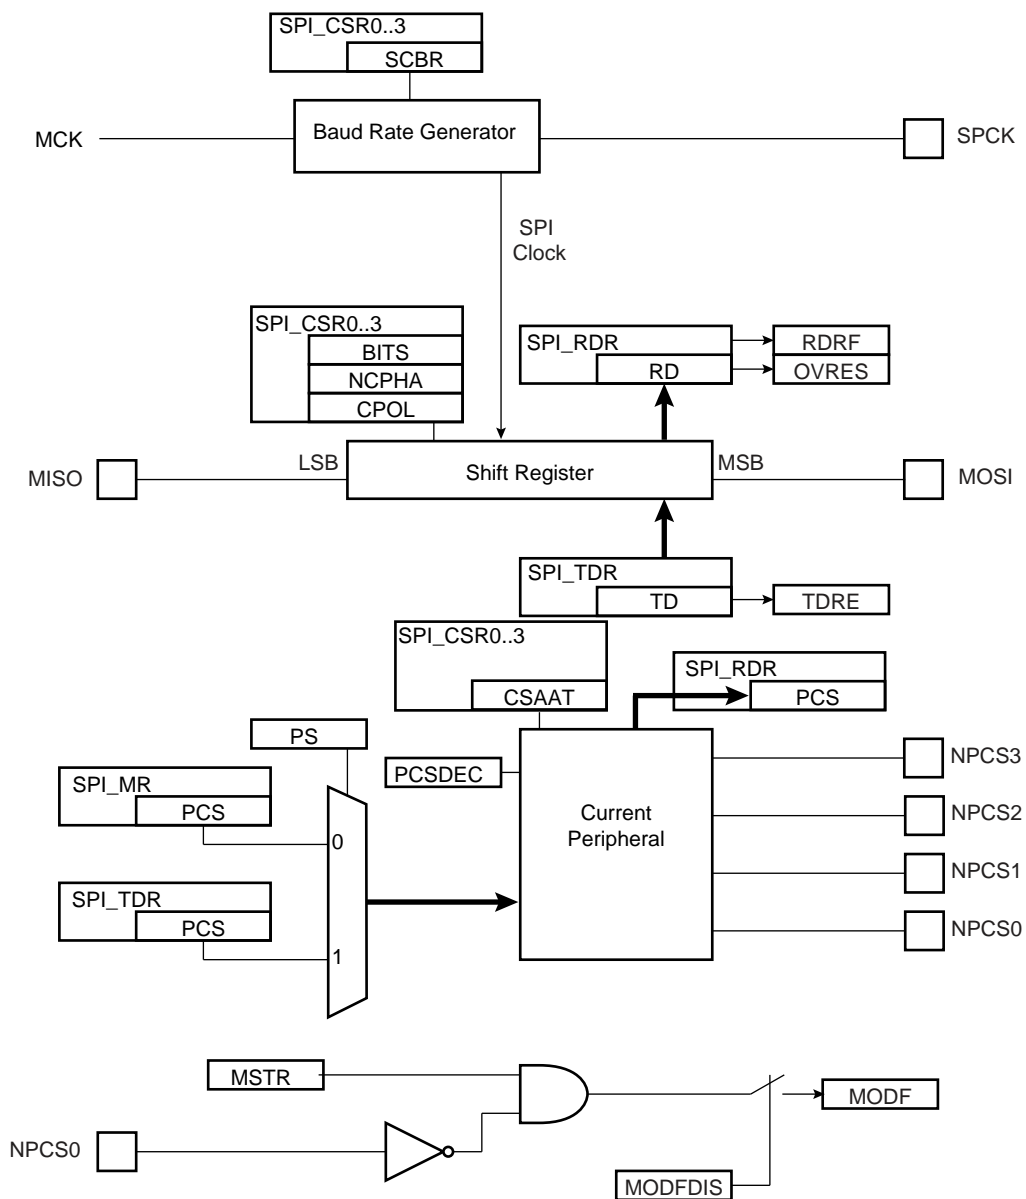 SPI_CSR0..3
SCBR
MCK
Baud Rate Generator
SPCK
SPI
Clock
SPI_CSR0..3
BITS
NCPHA
CPOL
SPI_RDR
RD
RDRF
OVRES
MISO
LSB
Shift Register
MSB
MOSI
SPI_TDR
TD
TDRE
SPI_CSR0..3
CSAAT
SPI_RDR
PCS
PS
PCSDEC
SPI_MR
PCS
0
SPI_TDR
PCS
1
Current
Peripheral
NPCS3
NPCS2
NPCS1
NPCS0
MSTR
MODF
NPCS0
MODFDIS